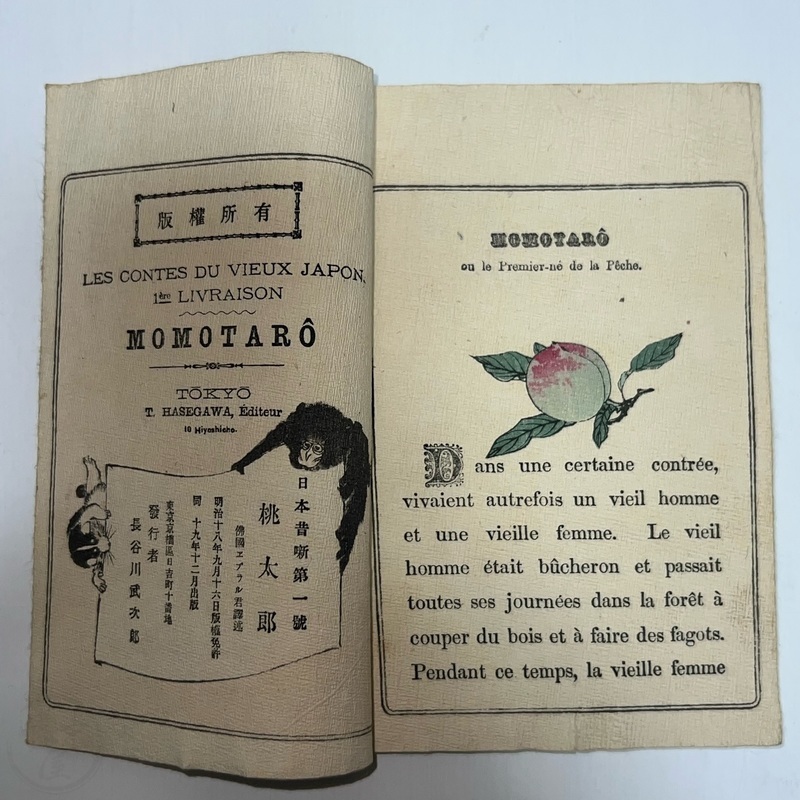 版權所有
LES CONTES DU VIEUX JAPON,
1ère LIVRAISON
MOMOTARÔ
TŌKYŌ
T. HASEGAWA, Éditeur
10 Hiyoshicho.
日本昔噺第一號
桃太郎
佛國ヱブラル君譯述
明治十八年九月十六日版權免許
同 十九年十二月出版
東京京橋區日吉町十番地
發行者
長谷川武次郎
MOMOTARÔ
ou le Premier-né de la Pêche.
Dans une certaine contrée,
vivaient autrefois un vieil homme
et une vieille femme. Le vieil
homme était bûcheron et passait
toutes ses journées dans la forêt à
couper du bois et à faire des fagots.
Pendant ce temps, la vieille femme